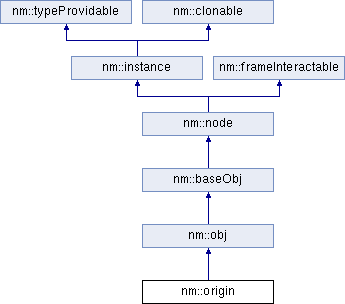 nm::typeProvidable
nm::clonable
nm::instance
nm::frameInteractable
nm::node
nm::baseObj
nm::obj
nm::origin